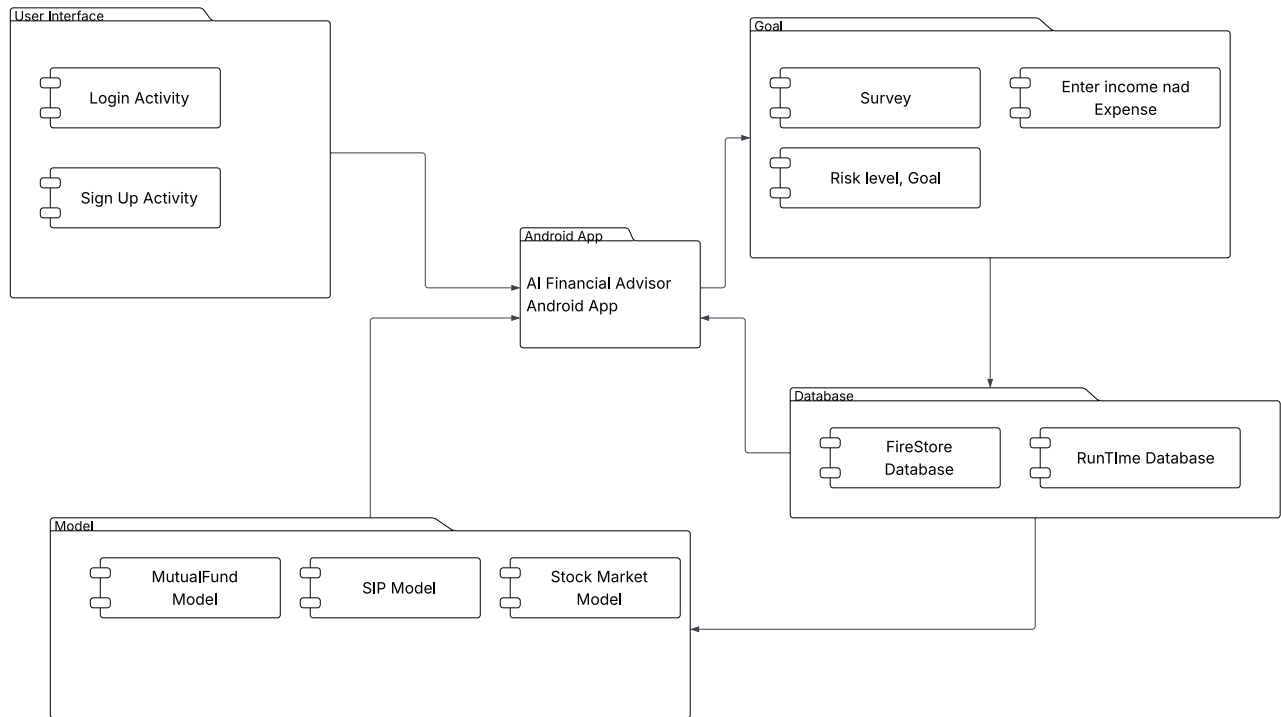 User Interface
Login Activity
Sign Up Activity
Goal
Survey
Enter income nad
Expense
Risk level, Goal
Android App
AI Financial Advisor
Android App
Database
FireStore
Database
RunTIme Database
Model
MutualFund
Model
SIP Model
Stock Market
Model